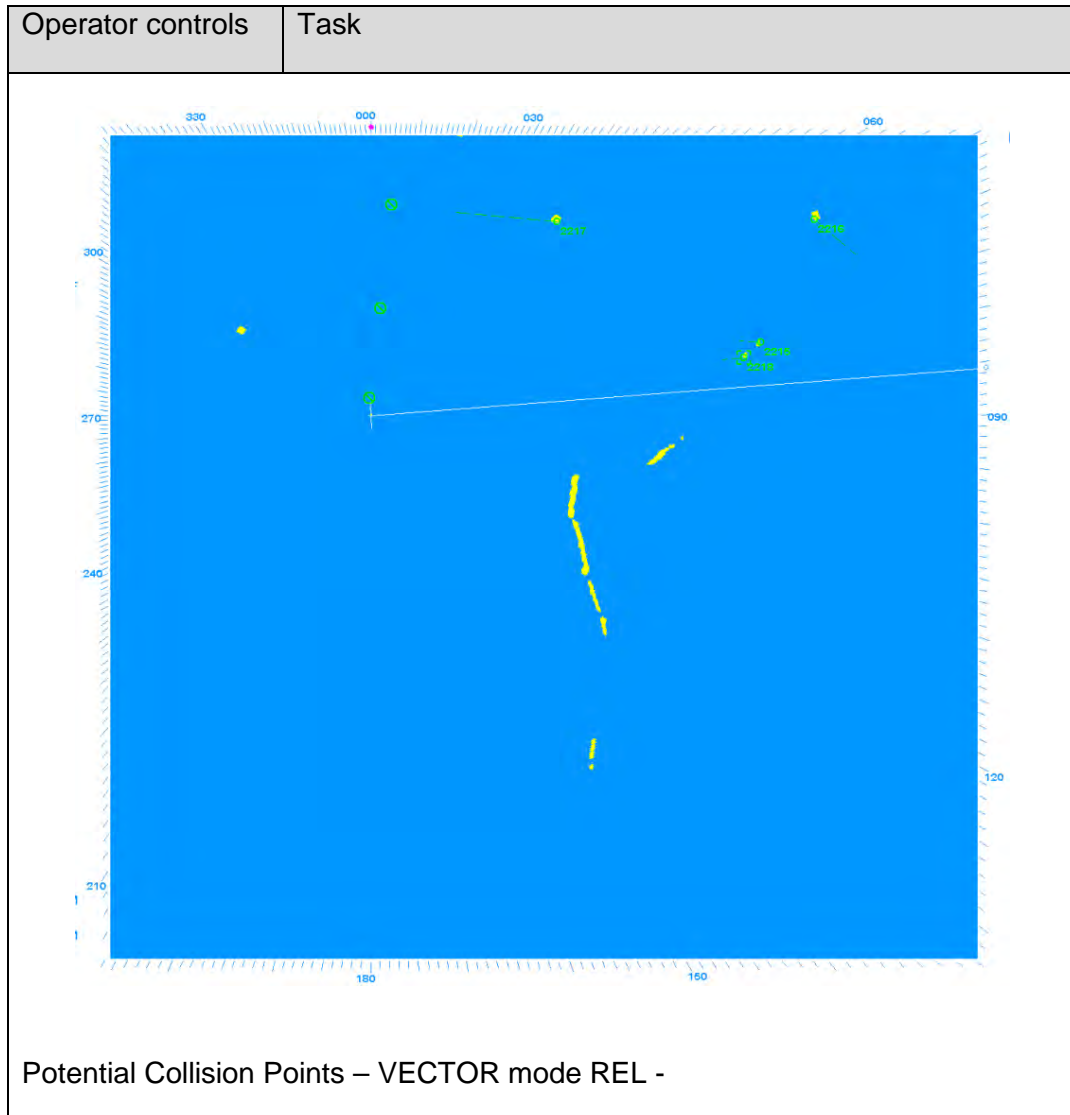 Operator controls Task
330 000 030 060
300
270 090
240
120
210
180 150
Potential Collision Points – VECTOR mode REL -